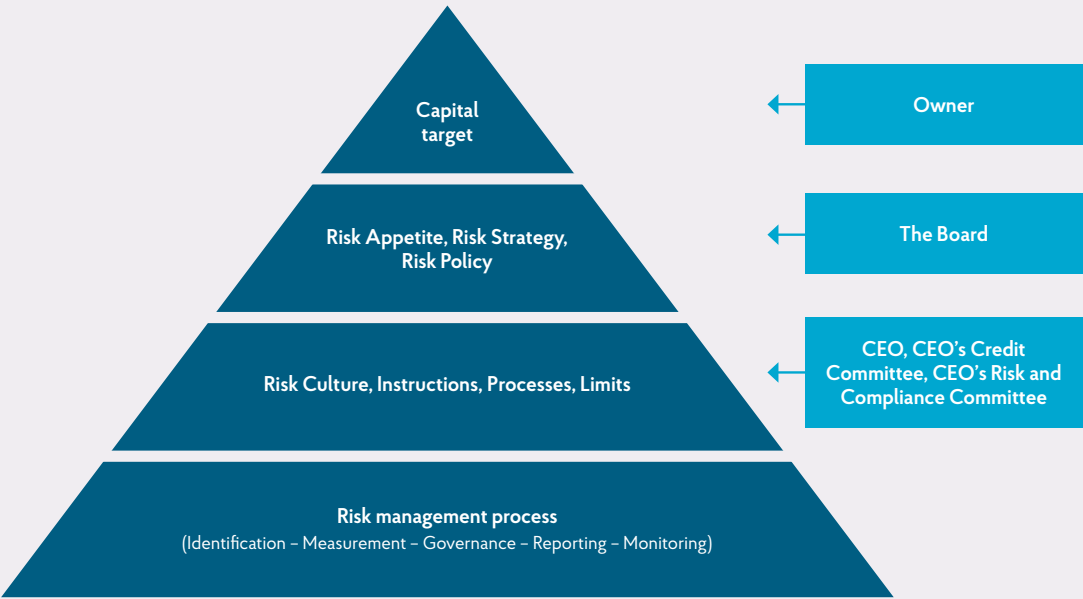 Capital
target
Owner
Risk Appetite, Risk Strategy,
Risk Policy
The Board
Risk Culture, Instructions, Processes, Limits
CEO, CEO’s Credit
Committee, CEO’s Risk and
Compliance Committee
Risk management process
(Identification – Measurement – Governance – Reporting – Monitoring)